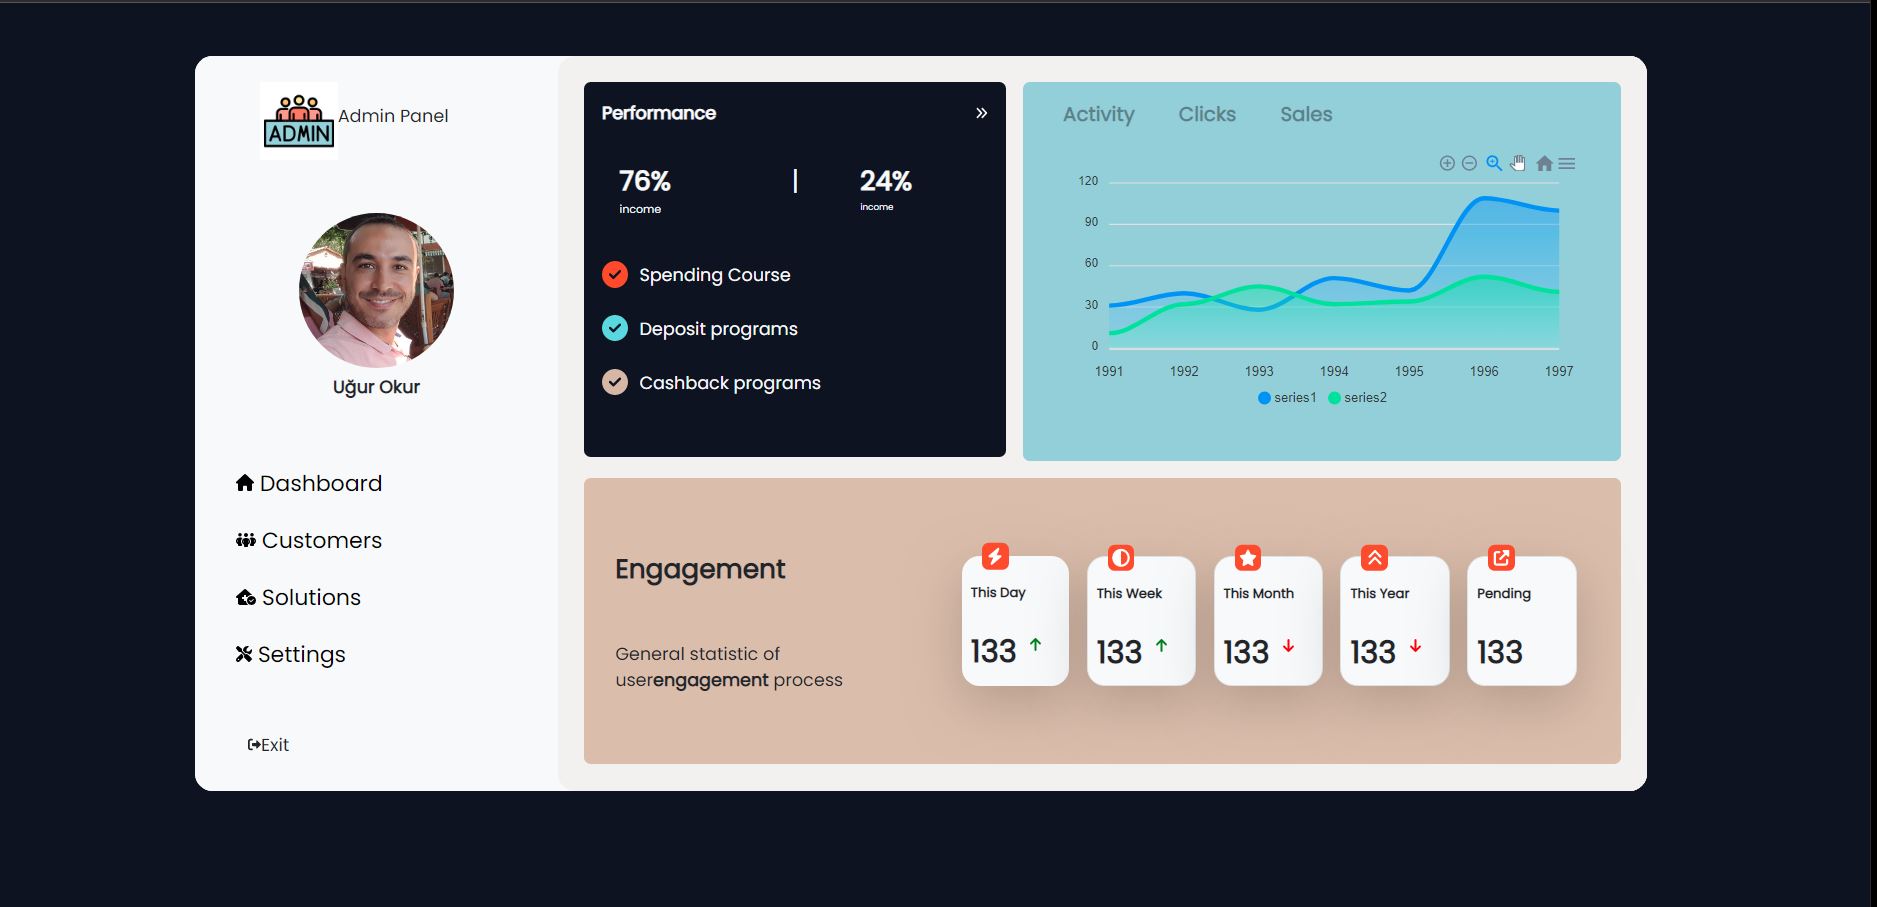 ADMIN
Admin Panel
Uğur Okur
Dashboard
Customers
Solutions
Settings
Exit
Performance
76% | 24%
income income
Spending Course
Deposit programs
Cashback programs
Activity Clicks Sales
120
90
60
30
0
1991 1992 1993 1994 1995 1996 1997
series1 series2
Engagement
General statistic of
userengagement process
This Day This Week This Month This Year Pending
133 133 133 133 133